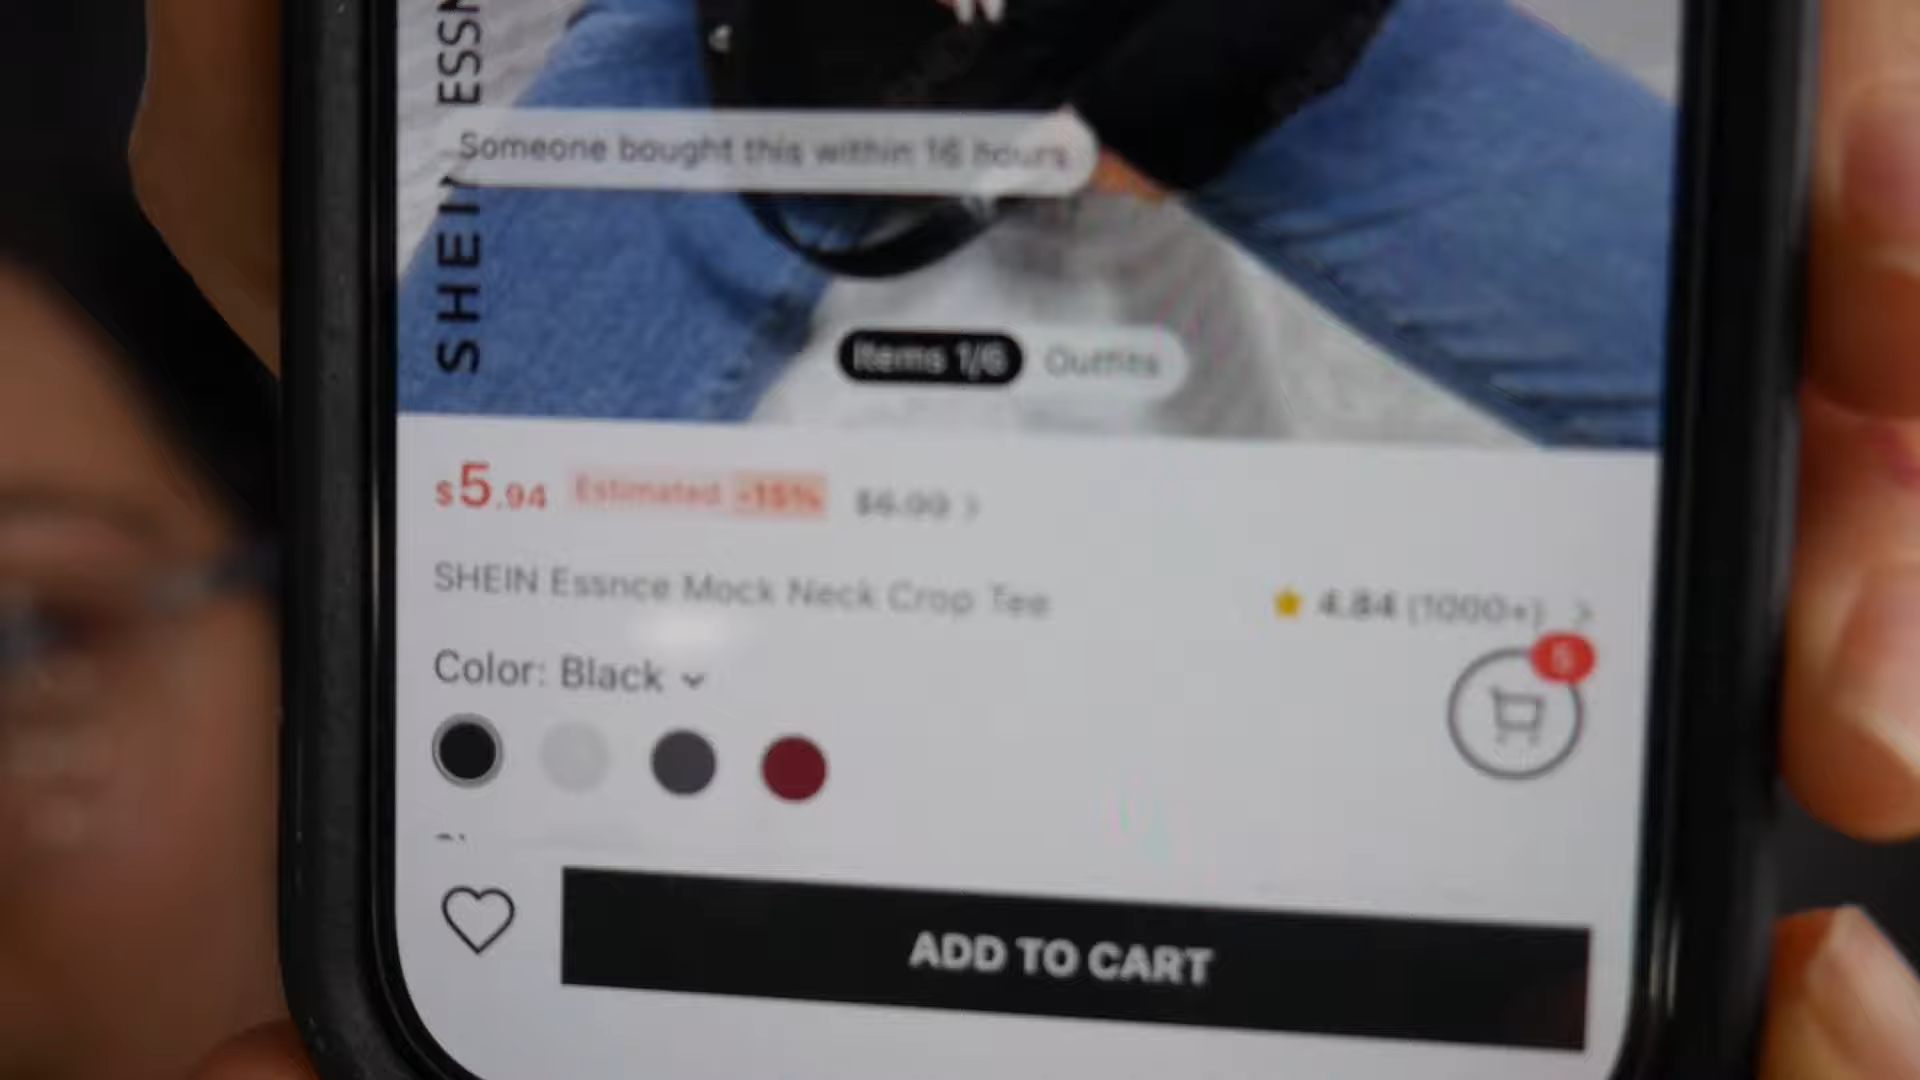 SHEIN ESSN
Someone bought this within 16 hours
Items 1/6 Outfits
$5.94 Estimated -15% $6.99 >
SHEIN Essnce Mock Neck Crop Tee
4.84 (1000+) >
5
Color: Black
ADD TO CART